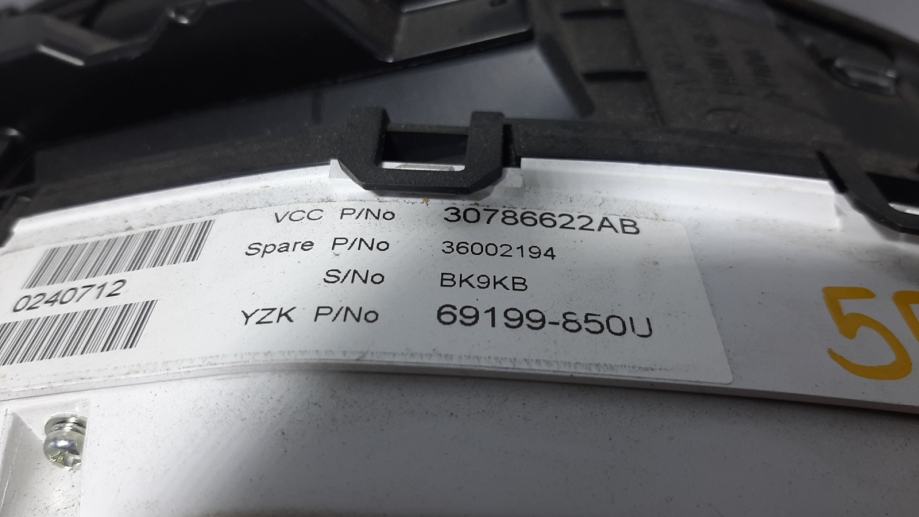 VCC P/No 30786622AB
Spare P/No 36002194
S/No BK9KB
YZK P/No 69199-850U
0240712